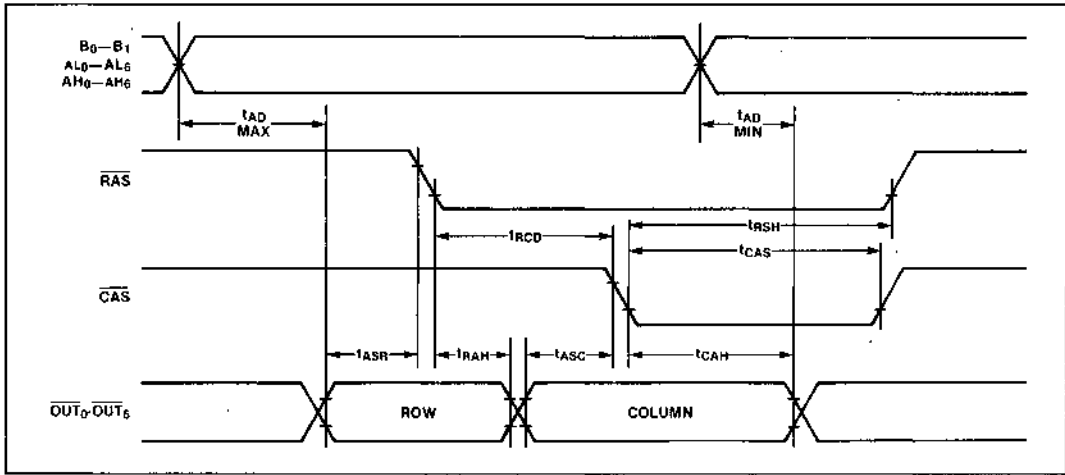 B0–B1
AL0–AL6
AH0–AH6
tAD
MAX
tAD
MIN
RAS
tRSH
tRCD
tCAS
CAS
tASR
tRAH
tASC
tCAH
OUT0-OUT6
ROW
COLUMN